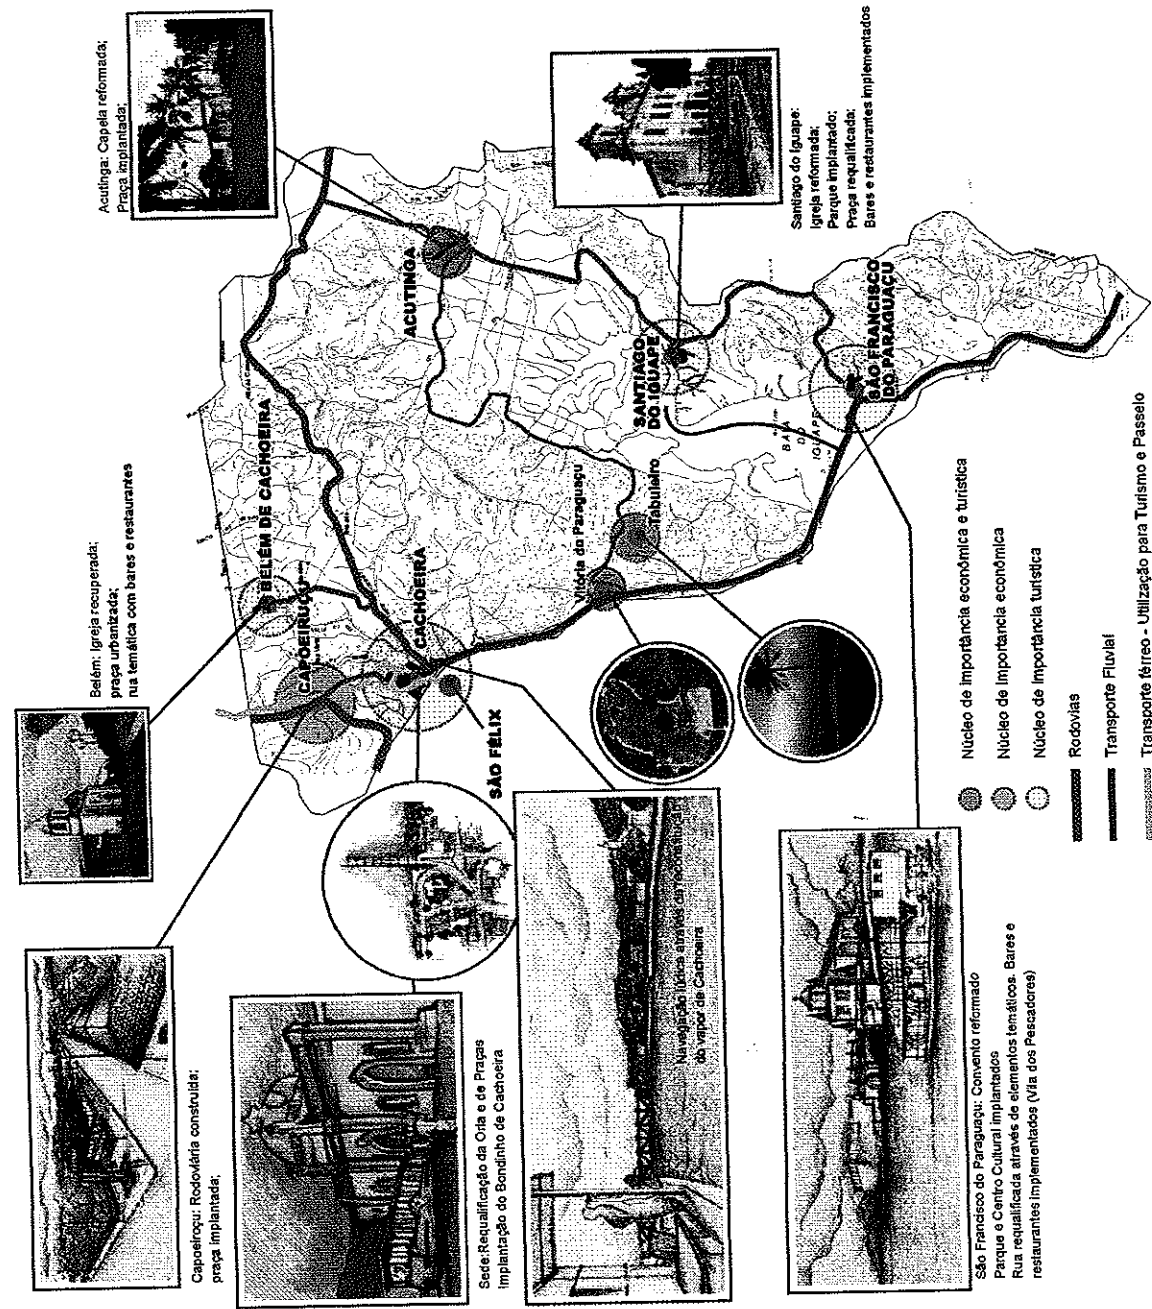 Acutinga: Capela reformada;
Praça implantada;
Belém: Igreja recuperada;
praça urbanizada;
rua temática com bares e restaurantes
Capoeiruçu: Rodoviária construída;
praça implantada;
Sede: Requalificação da Orla e de Praças
Implantação do Bondinho de Cachoeira
Navegação lúdica através da reconstrução
do vapor de Cachoeira
São Francisco do Paraguaçu: Convento reformado
Parque e Centro Cultural implantados
Rua requalificada através de elementos temáticos. Bares e
restaurantes implementados (Vila dos Pescadores)
Santiago do Iguape:
Igreja reformada;
Parque implantado;
Praça requalificada;
Bares e restaurantes implementados
BELÉM DE CACHOEIRA
CAPOEIRUÇU
CACHOEIRA
SÃO FÉLIX
ACUTINGA
Vitória do Paraguaçu
Tabuleiro
SANTIAGO
DO IGUAPE
BAÍA
DO
IGUAPE
SÃO FRANCISCO
DO PARAGUAÇU
Núcleo de importância econômica e turística
Núcleo de importância econômica
Núcleo de importância turística
Rodovias
Transporte Fluvial
Transporte férreo - Utilização para Turismo e Passeio